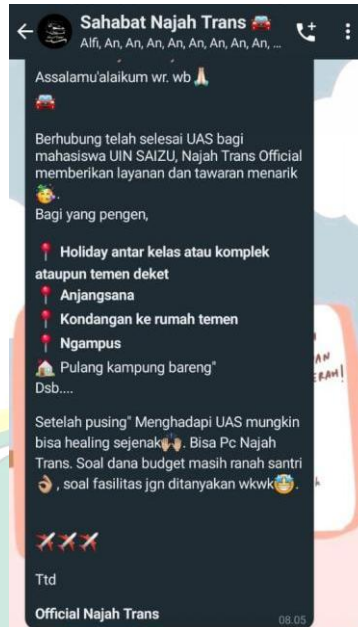 Sahabat Najah Trans 🚗
Alfi, An, An, An, An, An, An, An, An, ...
Assalamu'alaikum wr. wb 🙏🏻
🚗
Berhubung telah selesai UAS bagi
mahasiswa UIN SAIZU, Najah Trans Official
memberikan layanan dan tawaran menarik
🥳.
Bagi yang pengen,
📍 Holiday antar kelas atau komplek
ataupun temen deket
📍 Anjangsana
📍 Kondangan ke rumah temen
📍 Ngampus
🏠 Pulang kampung bareng"
Dsb....
Setelah pusing" Menghadapi UAS mungkin
bisa healing sejenak🙌🏼. Bisa Pc Najah
Trans. Soal dana budget masih ranah santri
👌🏼, soal fasilitas jgn ditanyakan wkwk🤩.
✈️✈️✈️
Ttd
Official Najah Trans
08.05
AN
ERAH!